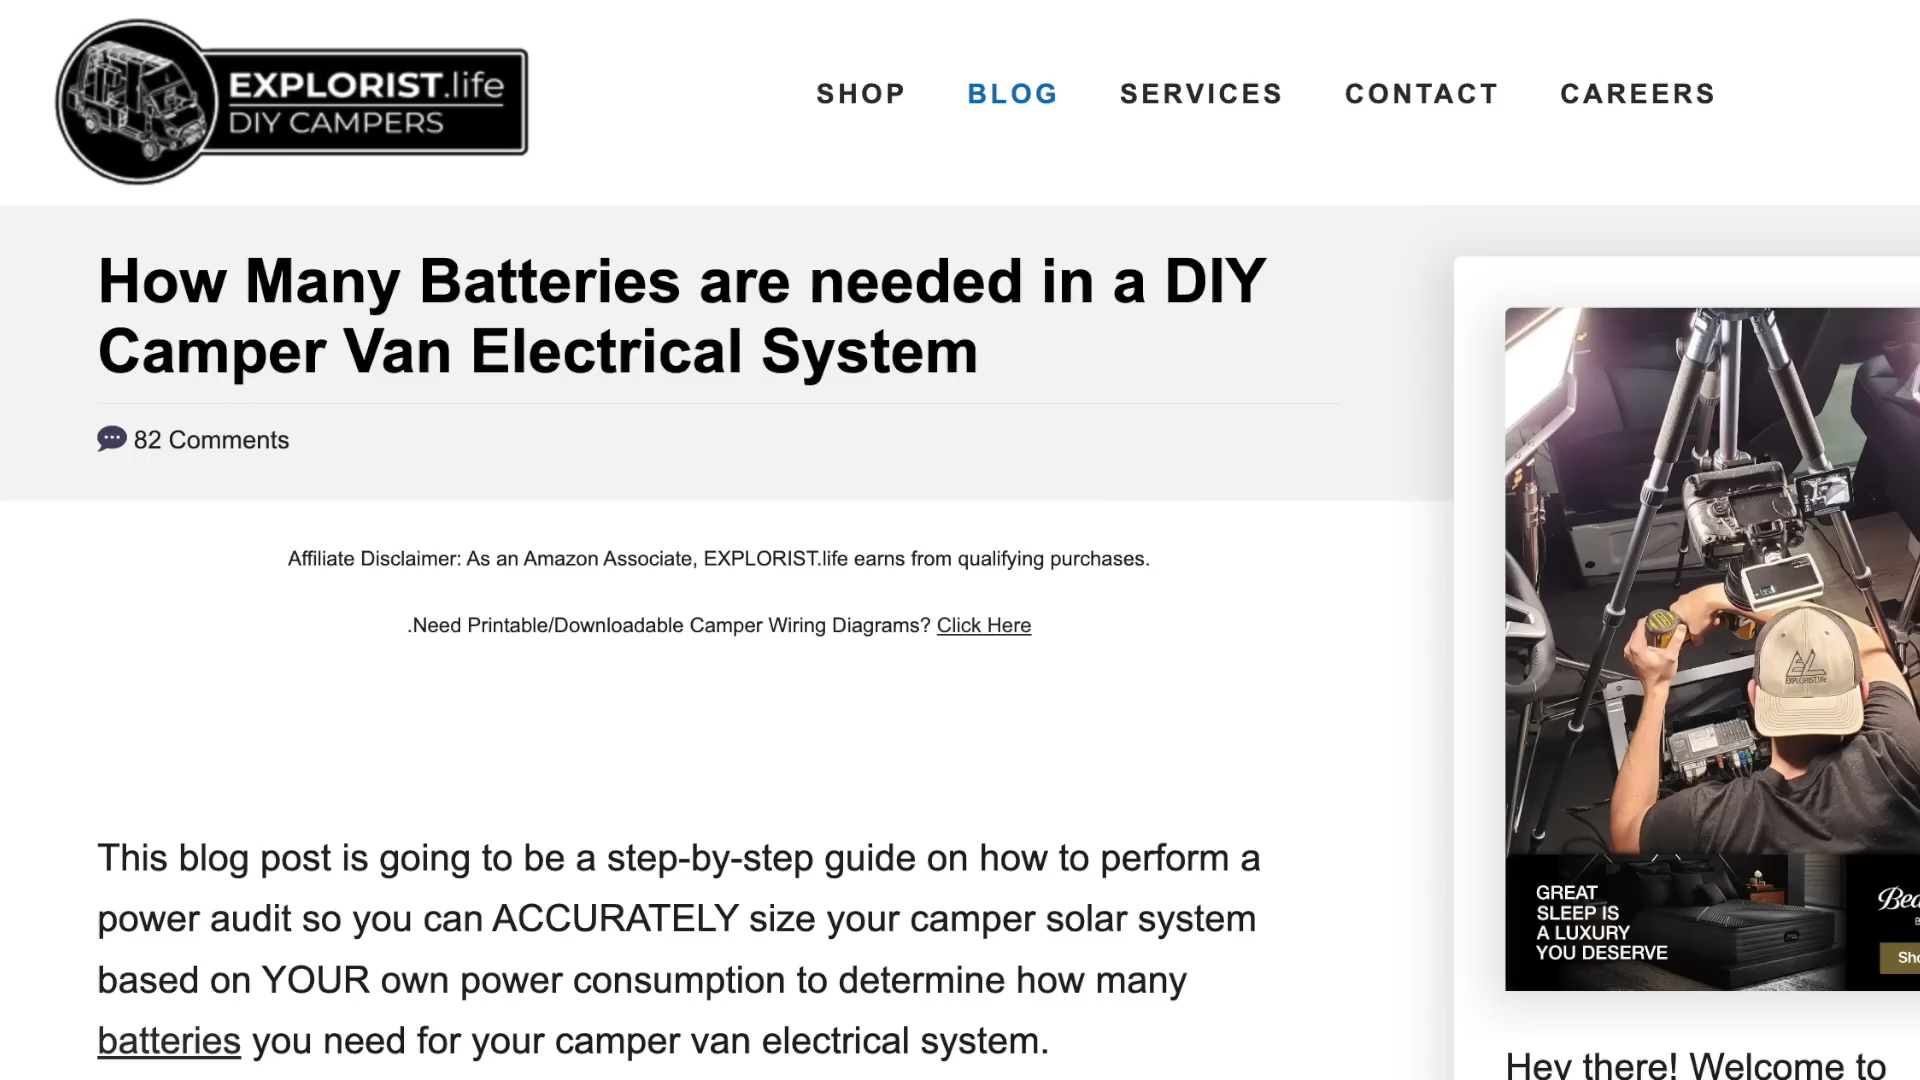 EXPLORIST.life
DIY CAMPERS
SHOP BLOG SERVICES CONTACT CAREERS
How Many Batteries are needed in a DIY
Camper Van Electrical System
82 Comments
Affiliate Disclaimer: As an Amazon Associate, EXPLORIST.life earns from qualifying purchases.
.Need Printable/Downloadable Camper Wiring Diagrams? Click Here
This blog post is going to be a step-by-step guide on how to perform a
power audit so you can ACCURATELY size your camper solar system
based on YOUR own power consumption to determine how many
batteries you need for your camper van electrical system.
EL
EXPLORIST.life
GREAT
SLEEP IS
A LUXURY
YOU DESERVE
Hey there! Welcome to